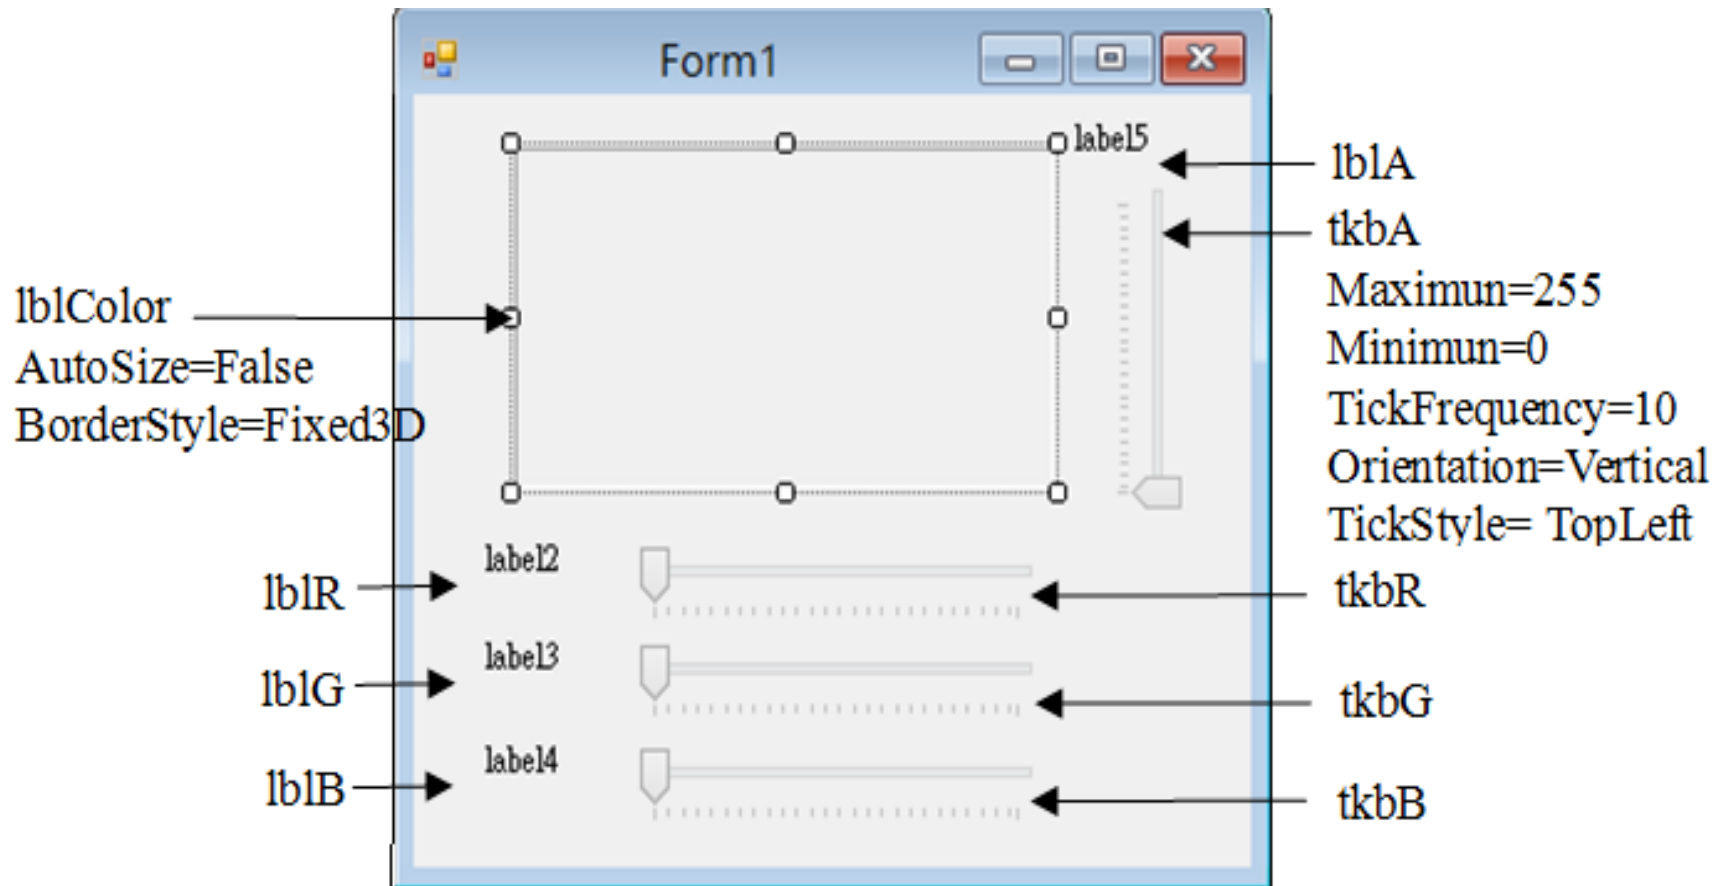 Form1
label5
lblA
tkbA
Maximun=255
Minimun=0
TickFrequency=10
Orientation=Vertical
TickStyle= TopLeft
lblColor
AutoSize=False
BorderStyle=Fixed3D
label2
lblR
tkbR
label3
lblG
tkbG
label4
lblB
tkbB